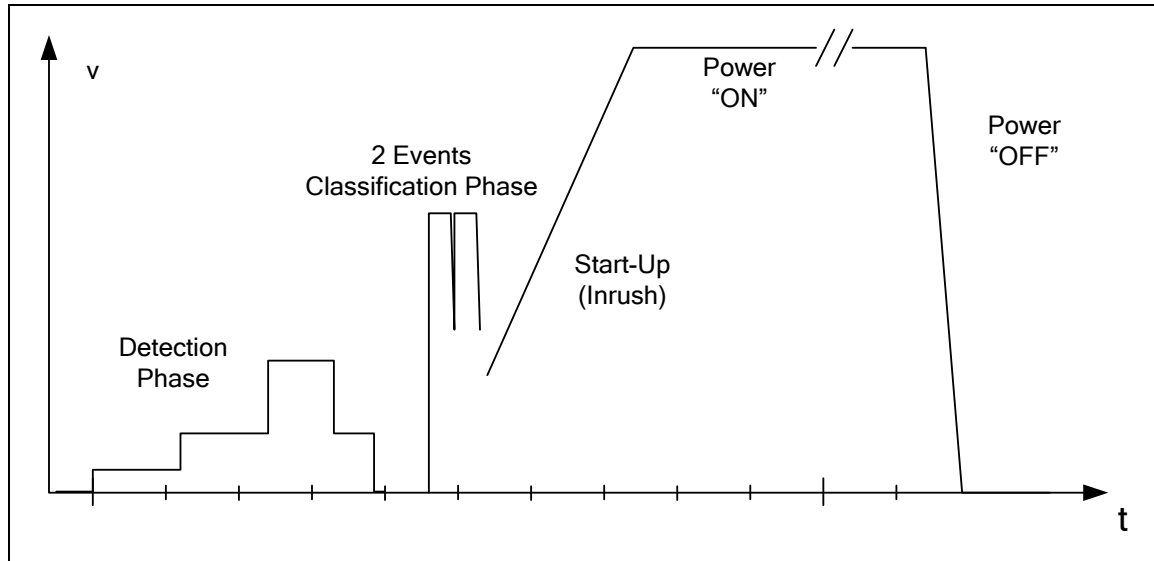 v
Power
“ON”
Power
“OFF”
2 Events
Classification Phase
Start-Up
(Inrush)
Detection
Phase
t